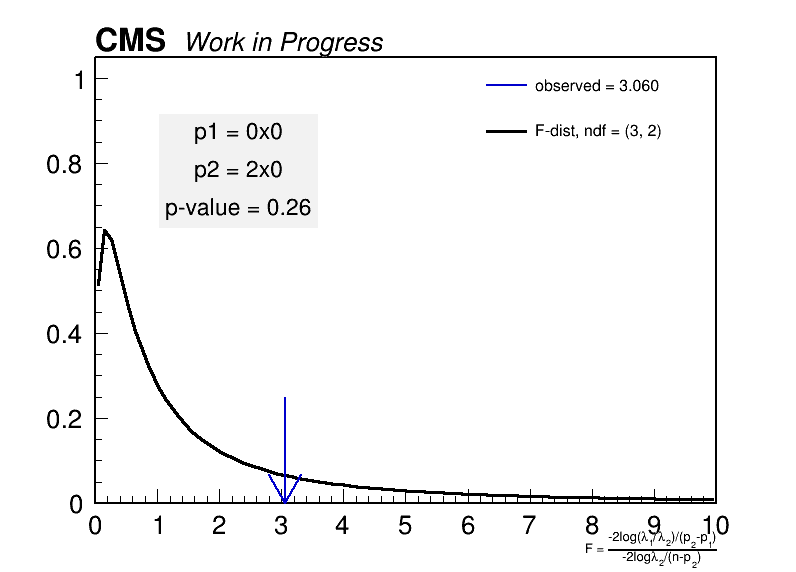 CMS Work in Progress
observed = 3.060
F-dist, ndf = (3, 2)
p1 = 0x0
p2 = 2x0
p-value = 0.26
1
0.8
0.6
0.4
0.2
0
0 1 2 3 4 5 6 7 8 9 10
F = -2log(λ₁/λ₂)/(p₂-p₁)
-2logλ₂/(n-p₂)